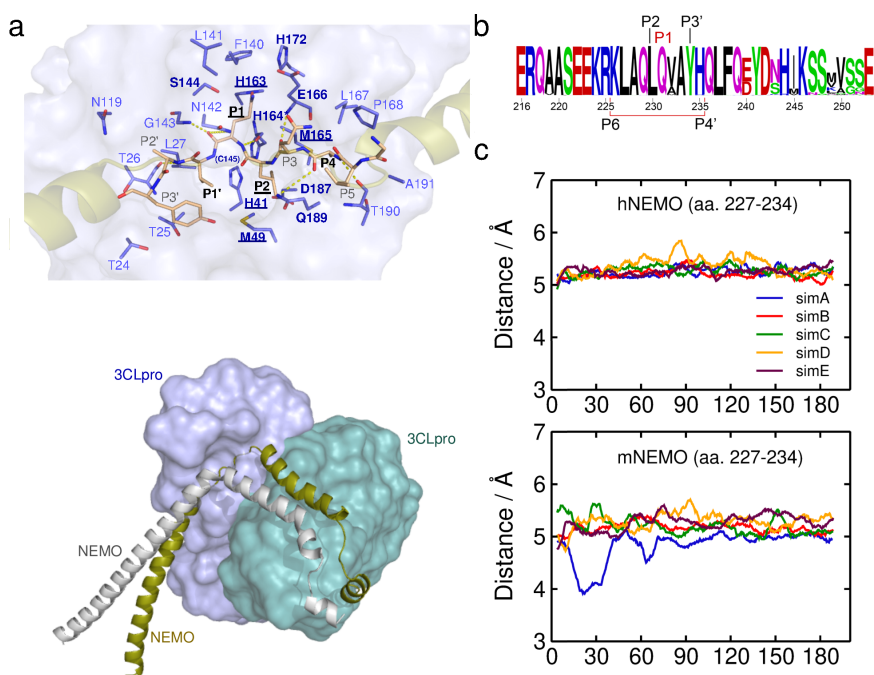 a
L141
F140
H172
S144
H163
E166
L167
P168
N119
N142
P1
H164
G143
M165
P2'
L27
(C145)
P3
P4
T26
P5
P3'
P1'
P2
D187
A191
H41
Q189
T190
T25
M49
T24
3CLpro
3CLpro
NEMO
NEMO
b
P2 P3'
P1
216 220 225 230 235 240 245 250
P6 P4'
c
7
6
5
4
3
Distance / Å
hNEMO (aa. 227-234)
simA
simB
simC
simD
simE
0 30 60 90 120 150 180
7
6
5
4
3
Distance / Å
mNEMO (aa. 227-234)
0 30 60 90 120 150 180